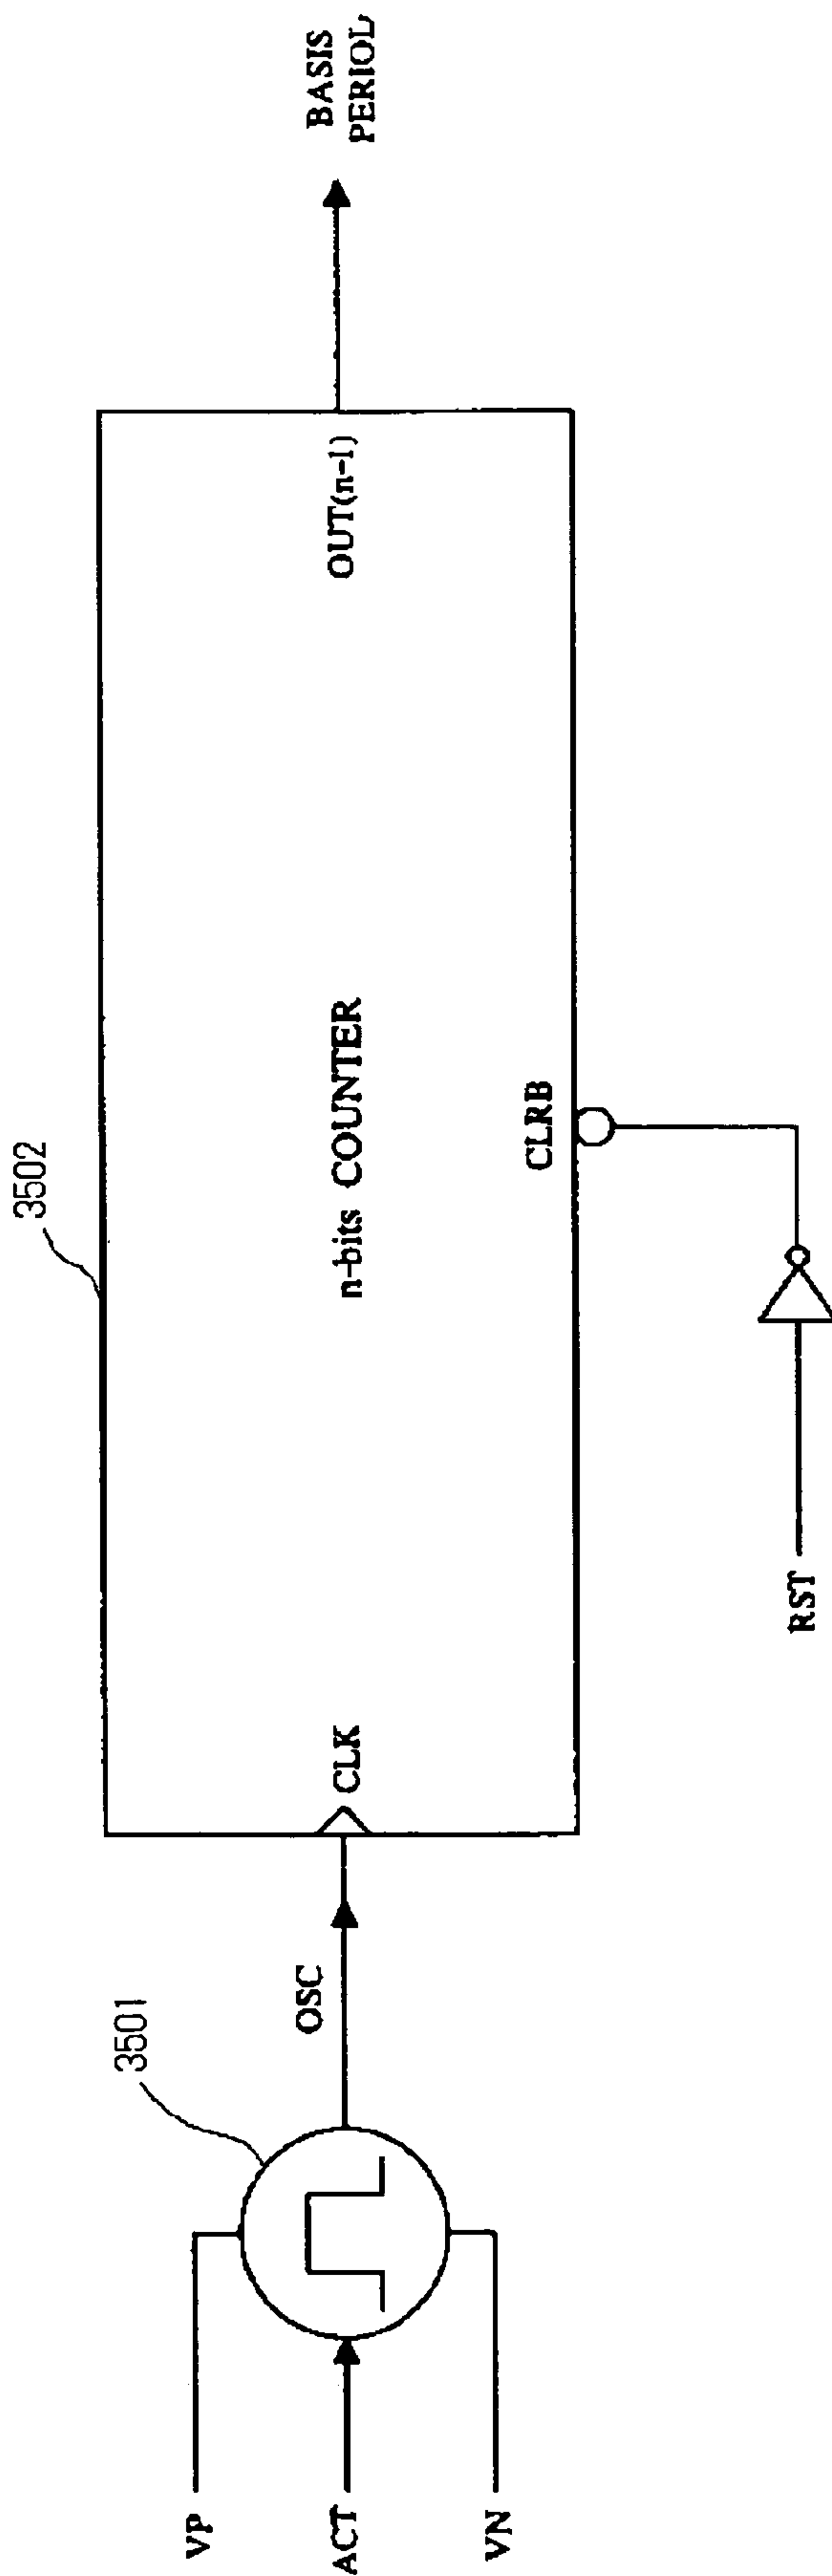 3502
3501
VP
ACT
VN
OSC
CLK
n-bits COUNTER
CLRB
OUT(n-1)
BASIS
PERIOL
RST